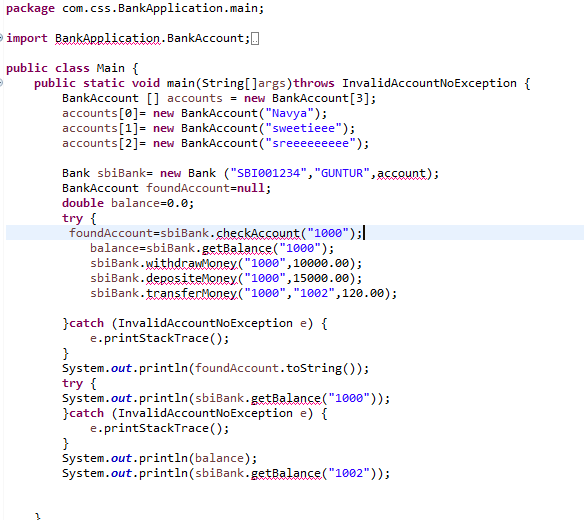 package com.css.BankApplication.main;
import BankApplication.BankAccount;
public class Main {
public static void main(String[]args)throws InvalidAccountNoException {
BankAccount [] accounts = new BankAccount[3];
accounts[0]= new BankAccount("Navya");
accounts[1]= new BankAccount("sweetieee");
accounts[2]= new BankAccount("sreeeeeeeee");
Bank sbiBank= new Bank ("SBI001234","GUNTUR",account);
BankAccount foundAccount=null;
double balance=0.0;
try {
foundAccount=sbiBank.checkAccount("1000");
balance=sbiBank.getBalance("1000");
sbiBank.withdrawMoney("1000",10000.00);
sbiBank.depositeMoney("1000",15000.00);
sbiBank.transferMoney("1000","1002",120.00);
}catch (InvalidAccountNoException e) {
e.printStackTrace();
}
System.out.println(foundAccount.toString());
try {
System.out.println(sbiBank.getBalance("1000"));
}catch (InvalidAccountNoException e) {
e.printStackTrace();
}
System.out.println(balance);
System.out.println(sbiBank.getBalance("1002"));
}